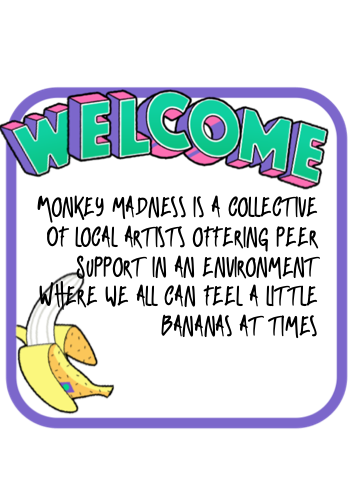 WELCOME
MONKEY MADNESS IS A COLLECTIVE
OF LOCAL ARTISTS OFFERING PEER
SUPPORT IN AN ENVIRONMENT
WHERE WE ALL CAN FEEL A LITTLE
BANANAS AT TIMES